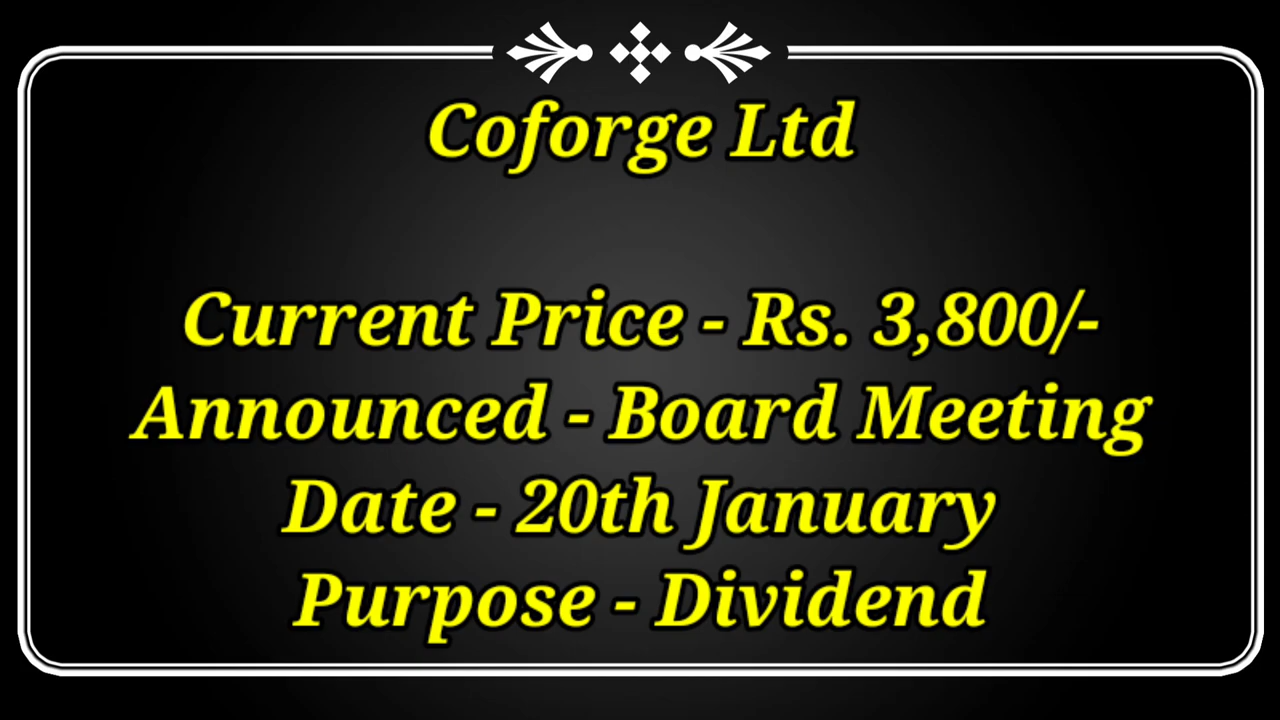 Coforge Ltd
Current Price - Rs. 3,800/-
Announced - Board Meeting
Date - 20th January
Purpose - Dividend